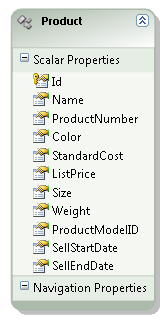 Product
Scalar Properties
Id
Name
ProductNumber
Color
StandardCost
ListPrice
Size
Weight
ProductModelID
SellStartDate
SellEndDate
Navigation Properties